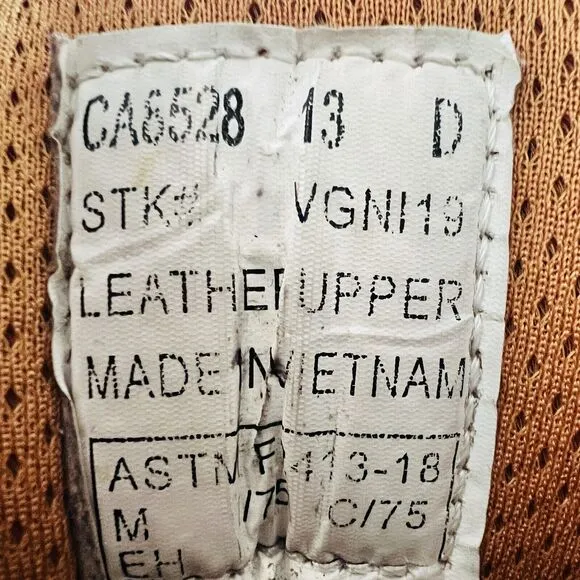 CA6528 13 D
STK# VGNI19
LEATHER UPPER
MADE IN VIETNAM
ASTM F2413-18
M I/75 C/75
EH